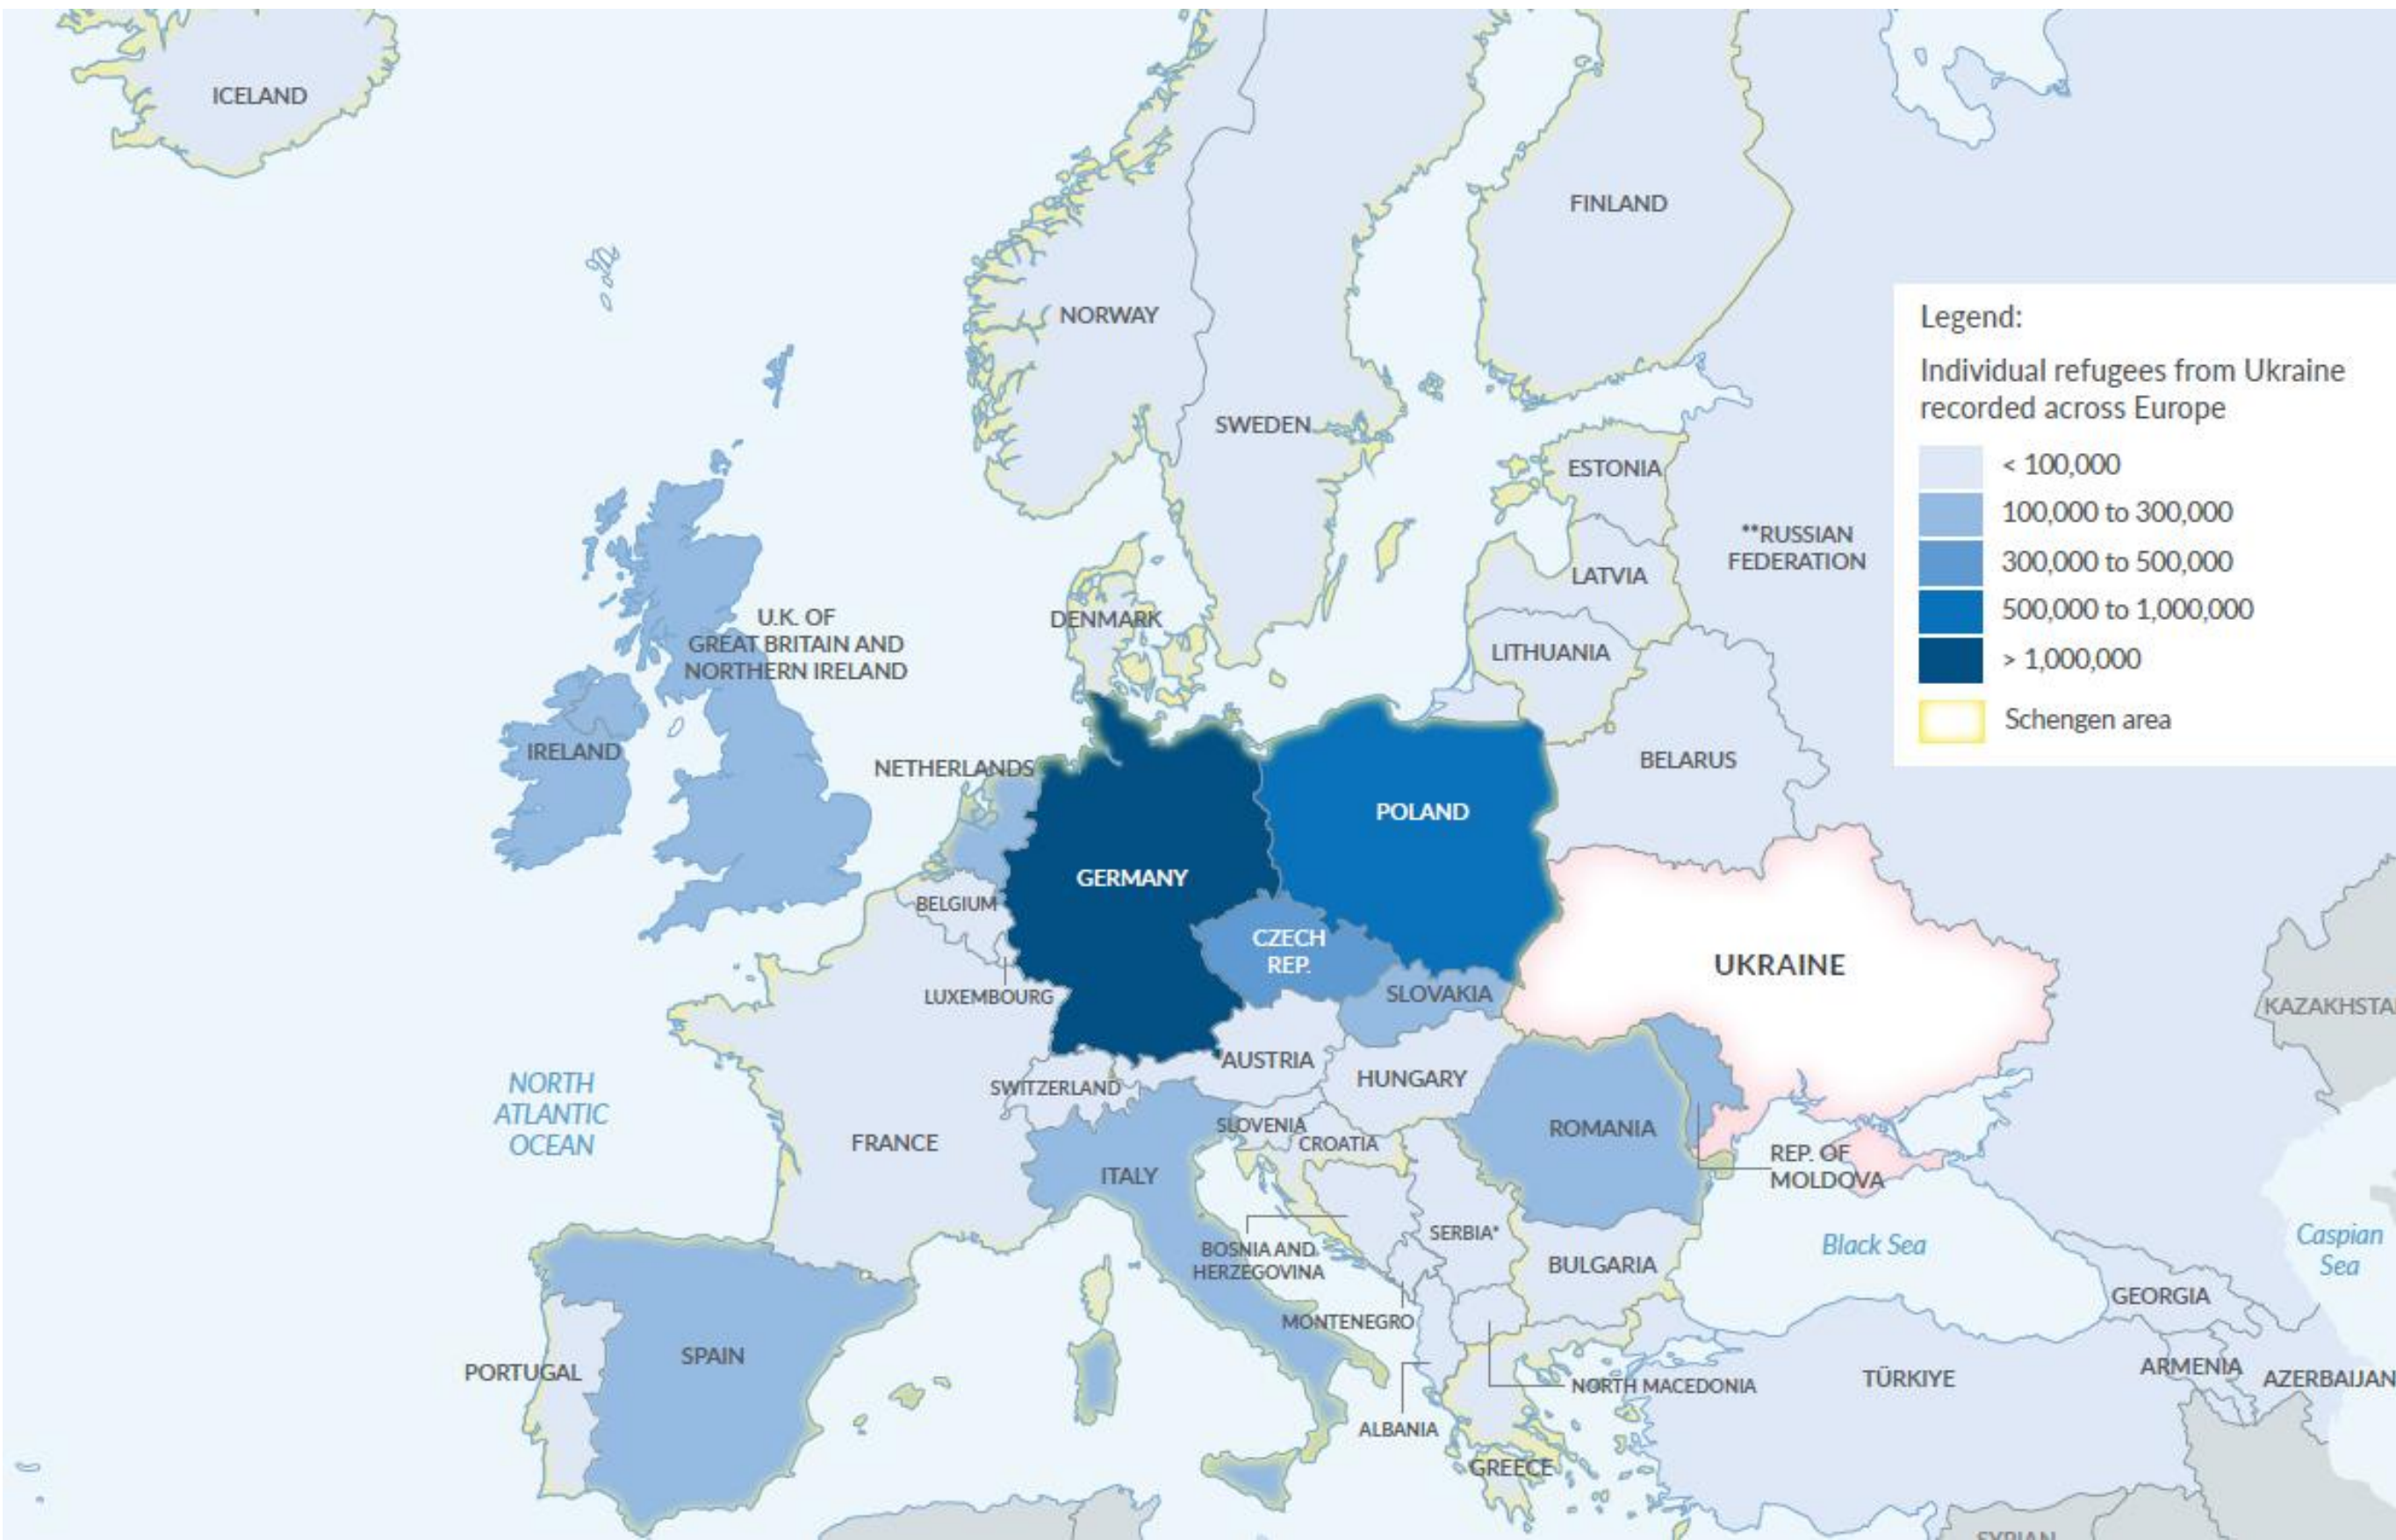 ICELAND
FINLAND
NORWAY
SWEDEN
Legend:
Individual refugees from Ukraine
recorded across Europe
< 100,000
100,000 to 300,000
300,000 to 500,000
500,000 to 1,000,000
> 1,000,000
Schengen area
ESTONIA
**RUSSIAN
FEDERATION
LATVIA
LITHUANIA
DENMARK
U.K. OF
GREAT BRITAIN AND
NORTHERN IRELAND
IRELAND
NETHERLANDS
BELARUS
POLAND
GERMANY
BELGIUM
CZECH
REP.
UKRAINE
SLOVAKIA
LUXEMBOURG
KAZAKHSTA
AUSTRIA
HUNGARY
SWITZERLAND
NORTH
ATLANTIC
OCEAN
FRANCE
SLOVENIA
CROATIA
ROMANIA
ITALY
REP. OF
MOLDOVA
SERBIA*
BOSNIA AND
HERZEGOVINA
BULGARIA
Black Sea
Caspian
Sea
MONTENEGRO
GEORGIA
SPAIN
PORTUGAL
NORTH MACEDONIA
TÜRKIYE
ARMENIA
AZERBAIJAN
ALBANIA
GREECE
SYRIAN